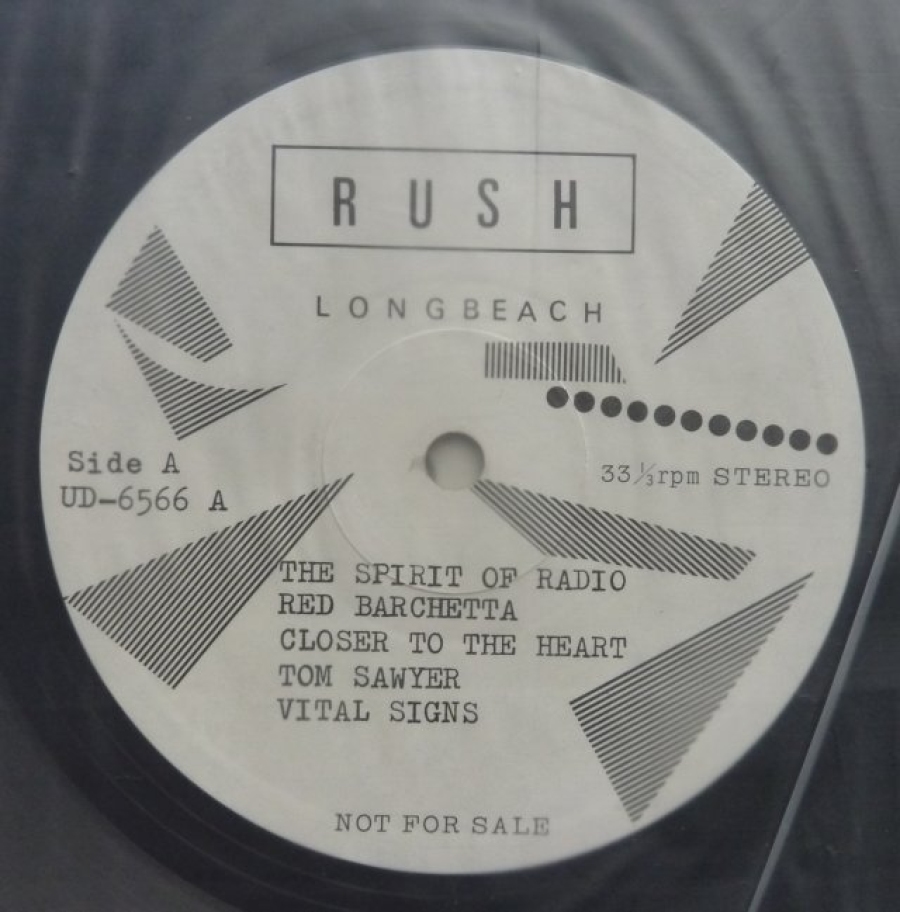 RUSH
LONGBEACH
Side A
UD-6566 A
33⅓rpm STEREO
THE SPIRIT OF RADIO
RED BARCHETTA
CLOSER TO THE HEART
TOM SAWYER
VITAL SIGNS
NOT FOR SALE